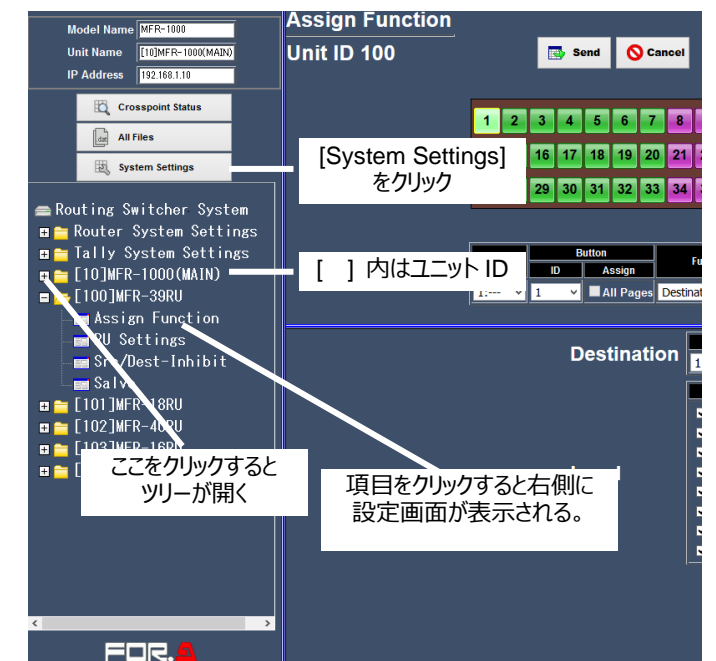 Model Name MFR-1000
Unit Name [10]MFR-1000(MAIN)
IP Address 192.168.1.10
Crosspoint Status
All Files
System Settings
Routing Switcher System
Router System Settings
Tally System Settings
[10]MFR-1000(MAIN)
[100]MFR-39RU
Assign Function
RU Settings
Src/Dest-Inhibit
Salvo
[101]MFR-18RU
[102]MFR-40RU
[103]MFR-16RU
[
FOR.A
Assign Function
Unit ID 100
Send Cancel
1 2 3 4 5 6 7 8
16 17 18 19 20 21
29 30 31 32 33 34
Button
ID Assign
1:--- 1 All Pages
Destination
[System Settings]
をクリック
[ ] 内はユニット ID
ここをクリックすると
ツリーが開く
項目をクリックすると右側に
設定画面が表示される。